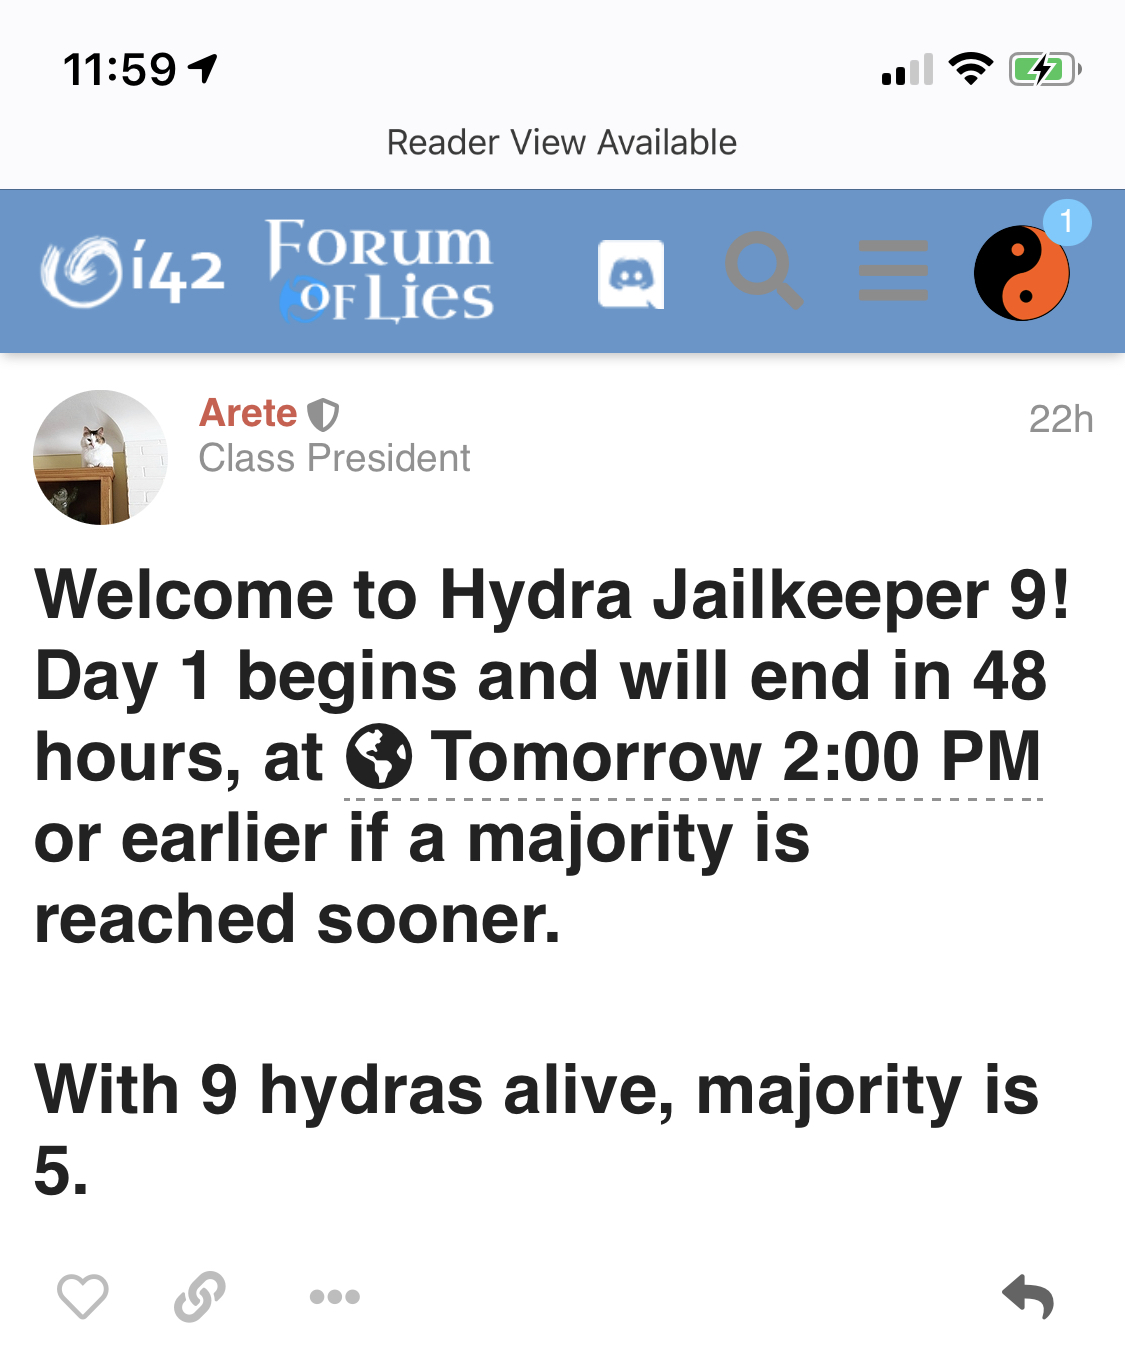 11:59
Reader View Available
í42
FORUM
OF LIES
1
Arete
22h
Class President
Welcome to Hydra Jailkeeper 9!
Day 1 begins and will end in 48
hours, at Tomorrow 2:00 PM
or earlier if a majority is
reached sooner.
With 9 hydras alive, majority is
5.